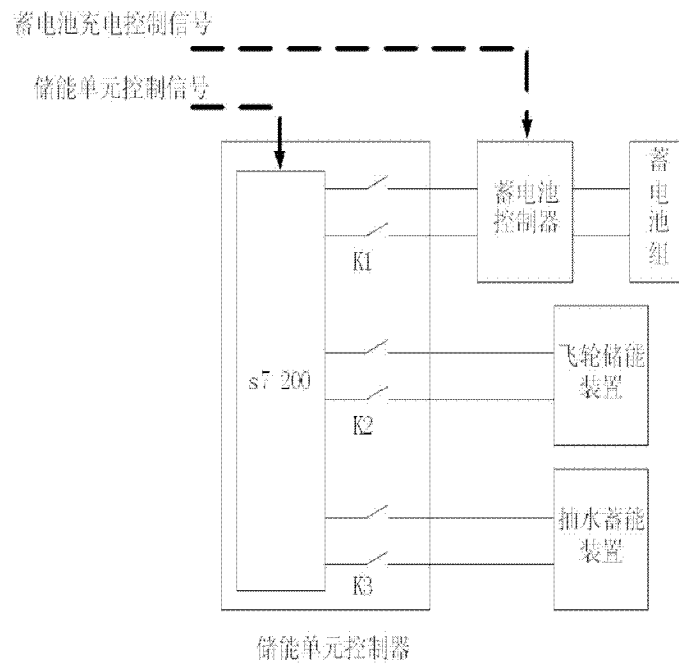 蓄电池充电控制信号
储能单元控制信号
蓄电池
控制器
蓄
电
池
组
K1
s7 200
飞轮储能
装置
K2
抽水蓄能
装置
K3
储能单元控制器